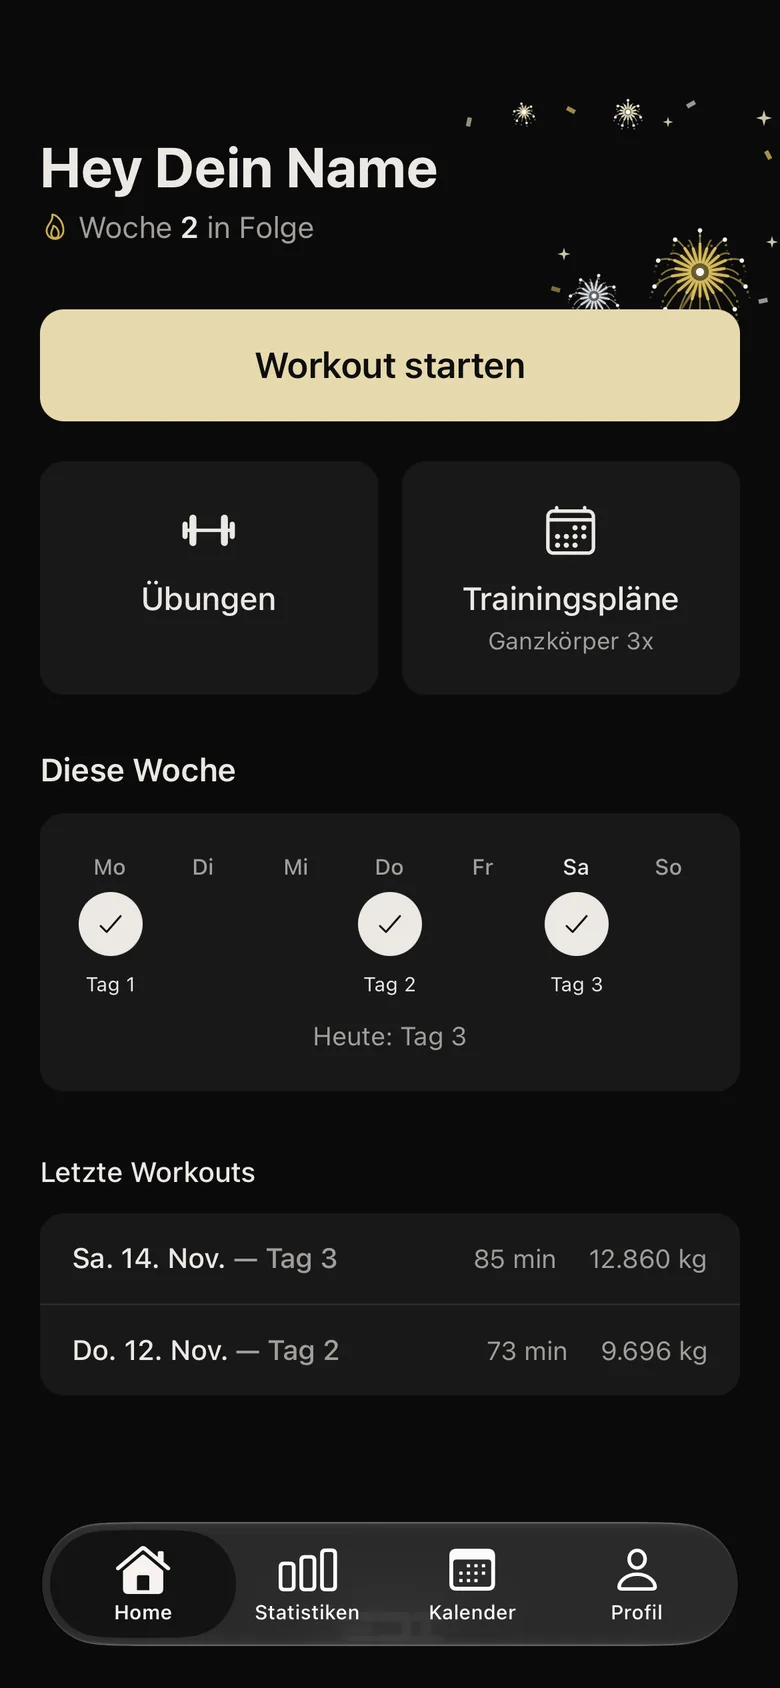 Hey Dein Name
Woche 2 in Folge
Workout starten
Übungen
Trainingspläne
Ganzkörper 3x
Diese Woche
Mo Di Mi Do Fr Sa So
Tag 1 Tag 2 Tag 3
Heute: Tag 3
Letzte Workouts
Sa. 14. Nov. — Tag 3 85 min 12.860 kg
Do. 12. Nov. — Tag 2 73 min 9.696 kg
Home Statistiken Kalender Profil